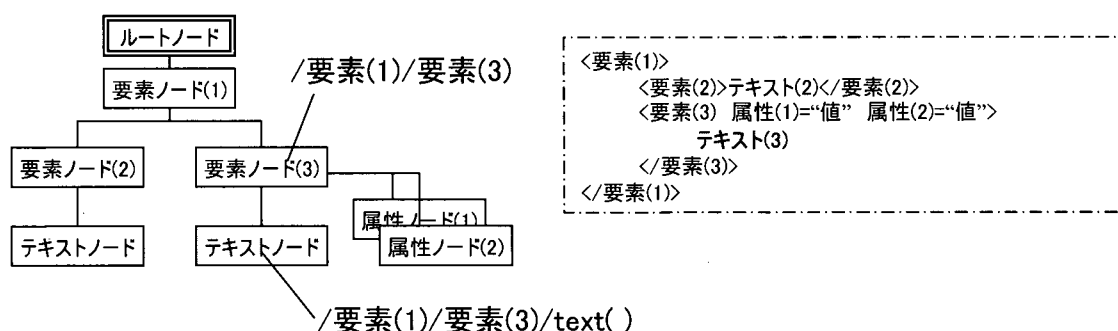 ルートノード
要素ノード(1)
/要素(1)/要素(3)
要素ノード(2)
要素ノード(3)
属性ノード(1)
テキストノード
テキストノード
属性ノード(2)
/要素(1)/要素(3)/text( )
<要素(1)>
<要素(2)>テキスト(2)</要素(2)>
<要素(3) 属性(1)=“値” 属性(2)=“値”>
テキスト(3)
</要素(3)>
</要素(1)>